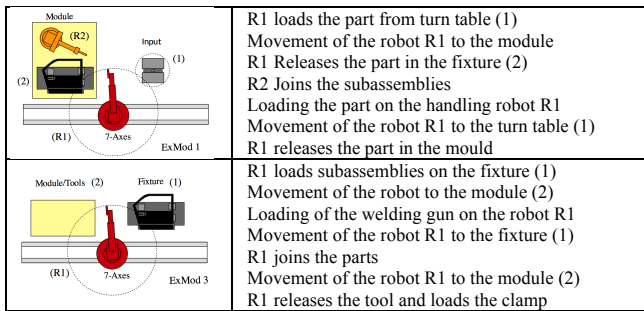 Module
(R2)
Input
(1)
(2)
(R1)
7-Axes
ExMod 1
R1 loads the part from turn table (1)
Movement of the robot R1 to the module
R1 Releases the part in the fixture (2)
R2 Joins the subassemblies
Loading the part on the handling robot R1
Movement of the robot R1 to the turn table (1)
R1 releases the part in the mould
Module/Tools (2)
Fixture (1)
(R1)
7-Axes
ExMod 3
R1 loads subassemblies on the fixture (1)
Movement of the robot to the module (2)
Loading of the welding gun on the robot R1
Movement of the robot R1 to the fixture (1)
R1 joins the parts
Movement of the robot R1 to the module (2)
R1 releases the tool and loads the clamp